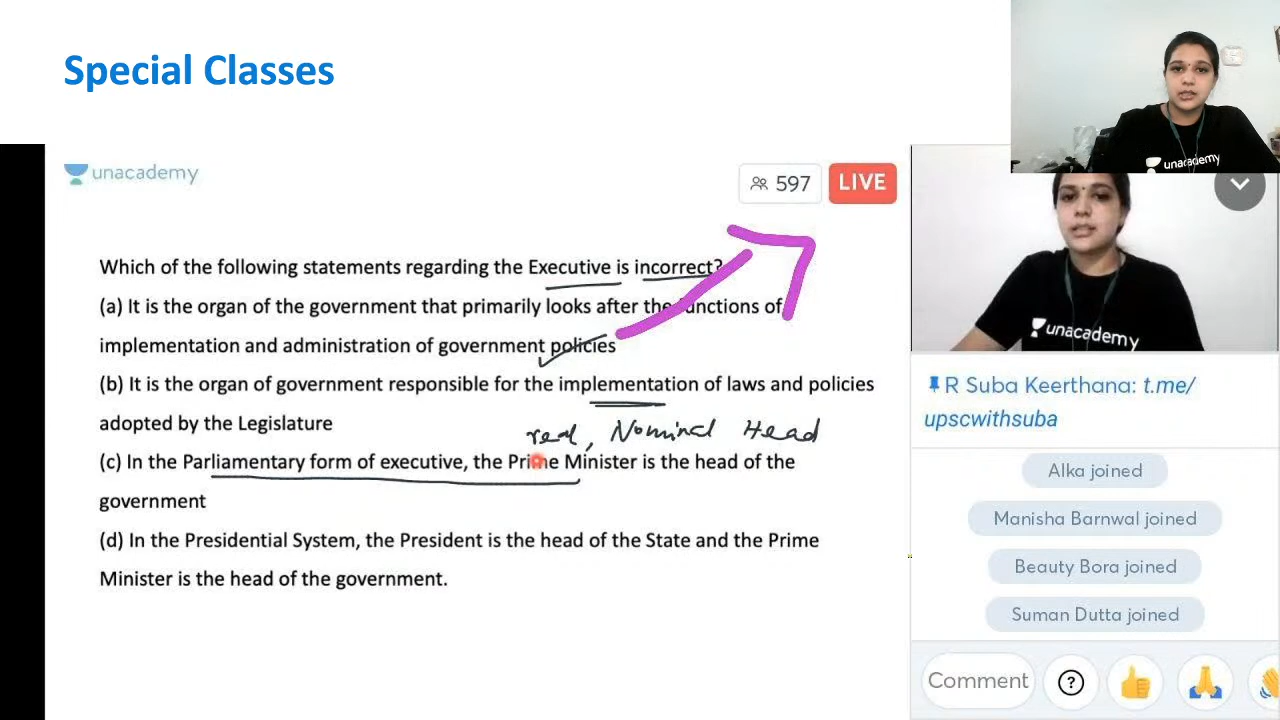 Special Classes
unacademy
unacademy
597
LIVE
Which of the following statements regarding the Executive is incorrect?
(a) It is the organ of the government that primarily looks after the functions of
implementation and administration of government policies
(b) It is the organ of government responsible for the implementation of laws and policies
adopted by the Legislature
real, Nominal Head
(c) In the Parliamentary form of executive, the Prime Minister is the head of the
government
(d) In the Presidential System, the President is the head of the State and the Prime
Minister is the head of the government.
unacademy
R Suba Keerthana: t.me/
upscwithsuba
Alka joined
Manisha Barnwal joined
Beauty Bora joined
Suman Dutta joined
Comment
?